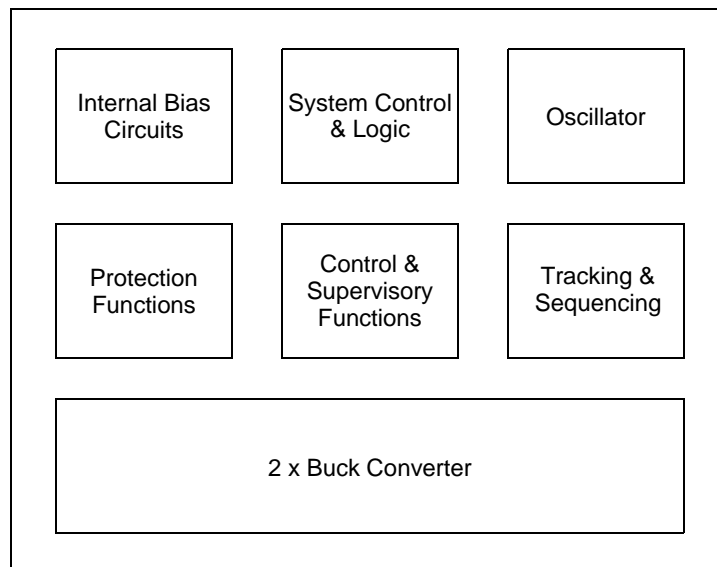 Internal Bias
Circuits
System Control
& Logic
Oscillator
Protection
Functions
Control &
Supervisory
Functions
Tracking &
Sequencing
2 x Buck Converter